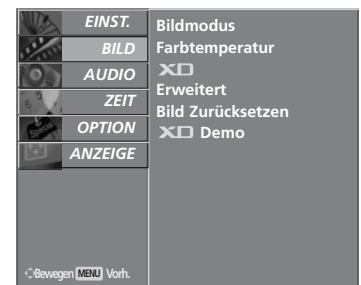 EINST.
BILD
AUDIO
ZEIT
OPTION
ANZEIGE
Bildmodus
Farbtemperatur
XD
Erweitert
Bild Zurücksetzen
XD Demo
Bewegen MENU Vorh.